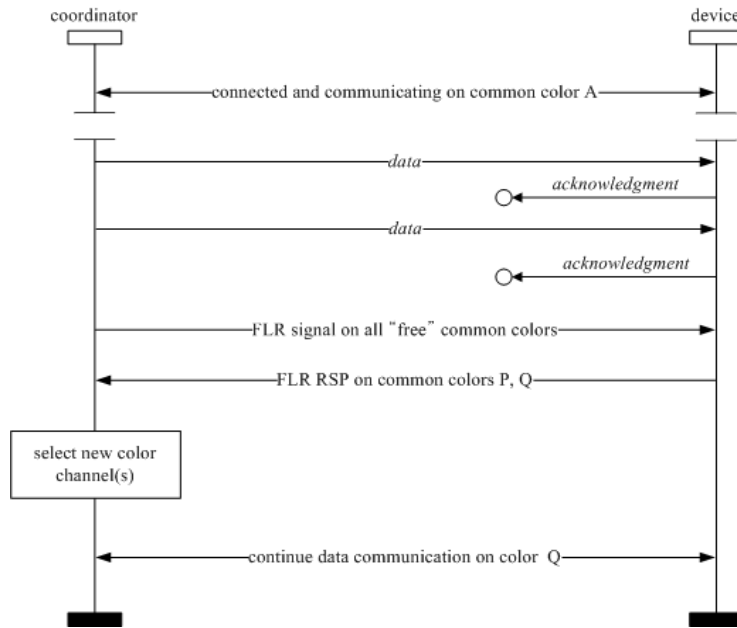 coordinator
device
connected and communicating on common color A
data
acknowledgment
data
acknowledgment
FLR signal on all “free” common colors
FLR RSP on common colors P, Q
select new color
channel(s)
continue data communication on color Q